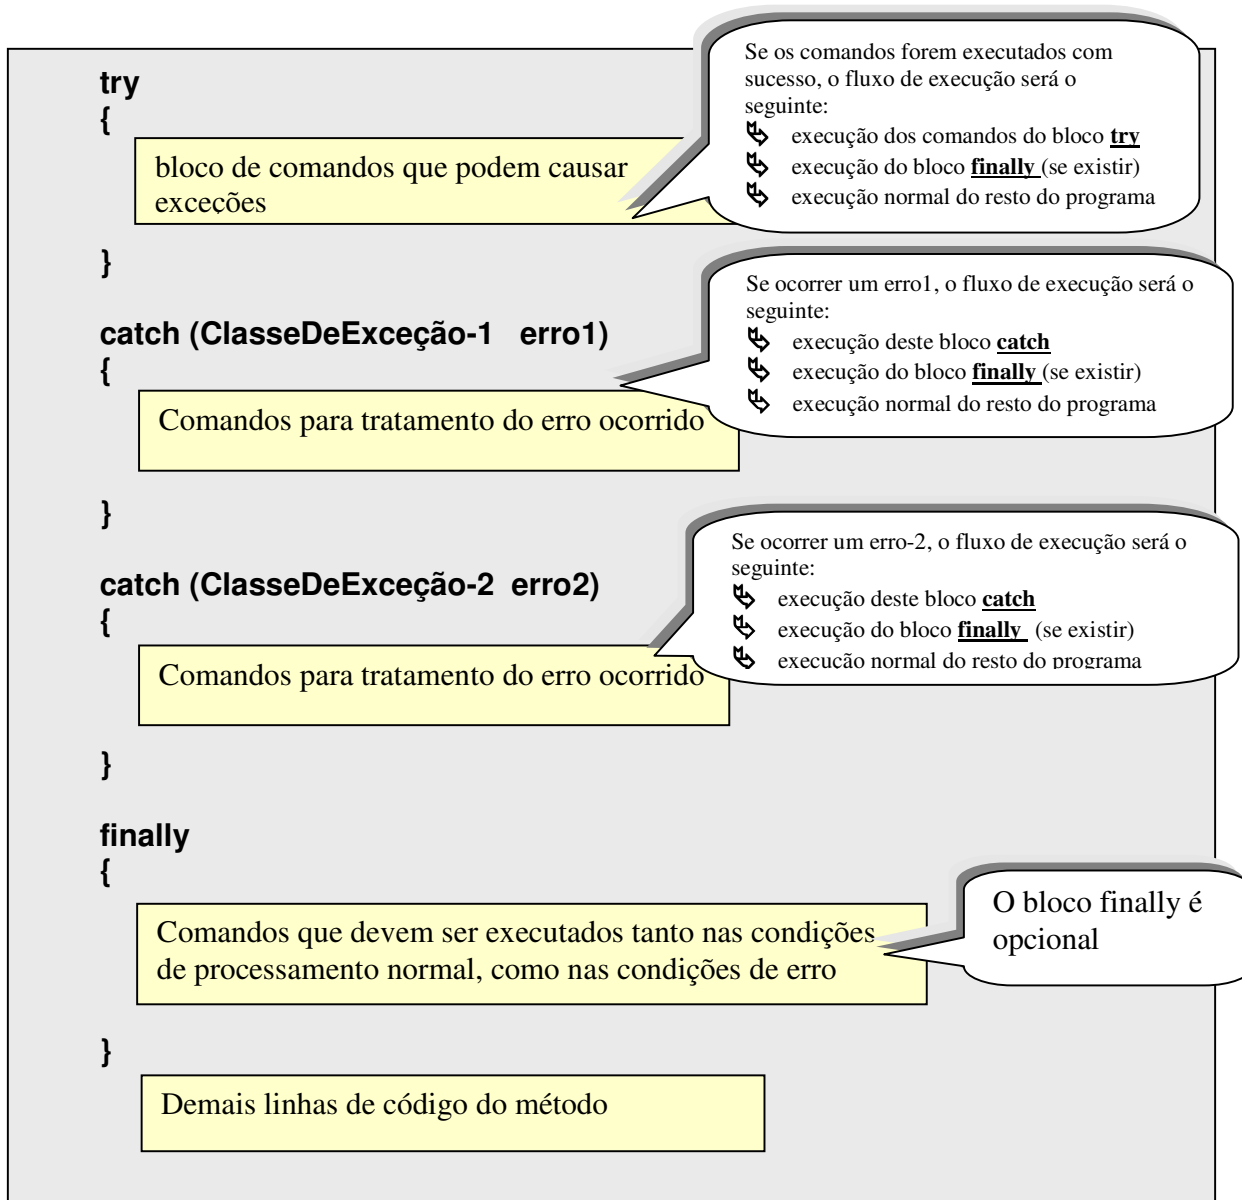 try
{
bloco de comandos que podem causar
exceções
}
Se os comandos forem executados com
sucesso, o fluxo de execução será o
seguinte:
execução dos comandos do bloco try
execução do bloco finally (se existir)
execução normal do resto do programa
catch (ClasseDeExceção-1 erro1)
{
Comandos para tratamento do erro ocorrido
}
Se ocorrer um erro1, o fluxo de execução será o
seguinte:
execução deste bloco catch
execução do bloco finally (se existir)
execução normal do resto do programa
catch (ClasseDeExceção-2 erro2)
{
Comandos para tratamento do erro ocorrido
}
Se ocorrer um erro-2, o fluxo de execução será o
seguinte:
execução deste bloco catch
execução do bloco finally (se existir)
execução normal do resto do programa
finally
{
Comandos que devem ser executados tanto nas condições
de processamento normal, como nas condições de erro
}
O bloco finally é
opcional
Demais linhas de código do método